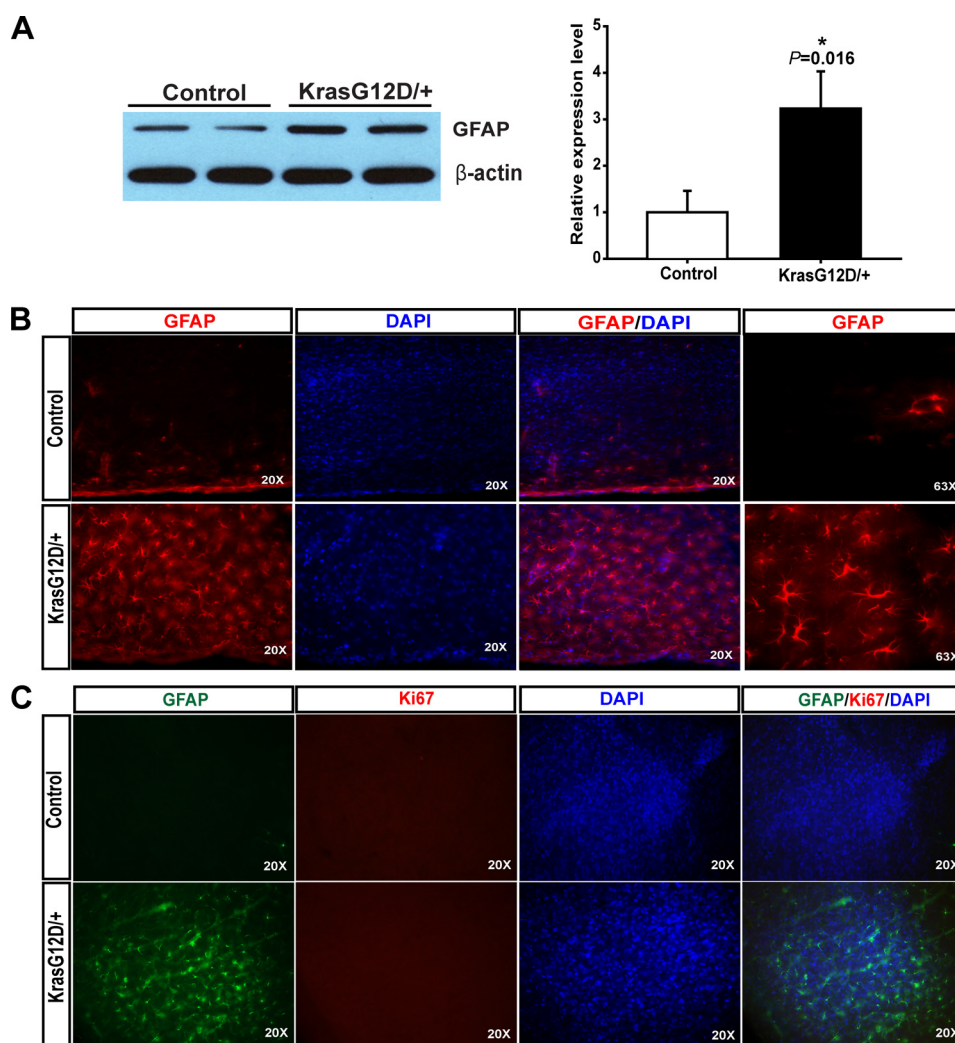 A
Control KrasG12D/+
GFAP
β-actin
Relative expression level
5
4
3
2
1
0
*
P=0.016
Control KrasG12D/+
B
GFAP DAPI GFAP/DAPI GFAP
Control
20X 20X 20X 63X
KrasG12D/+
20X 20X 20X 63X
C
GFAP Ki67 DAPI GFAP/Ki67/DAPI
Control
20X 20X 20X 20X
KrasG12D/+
20X 20X 20X 20X